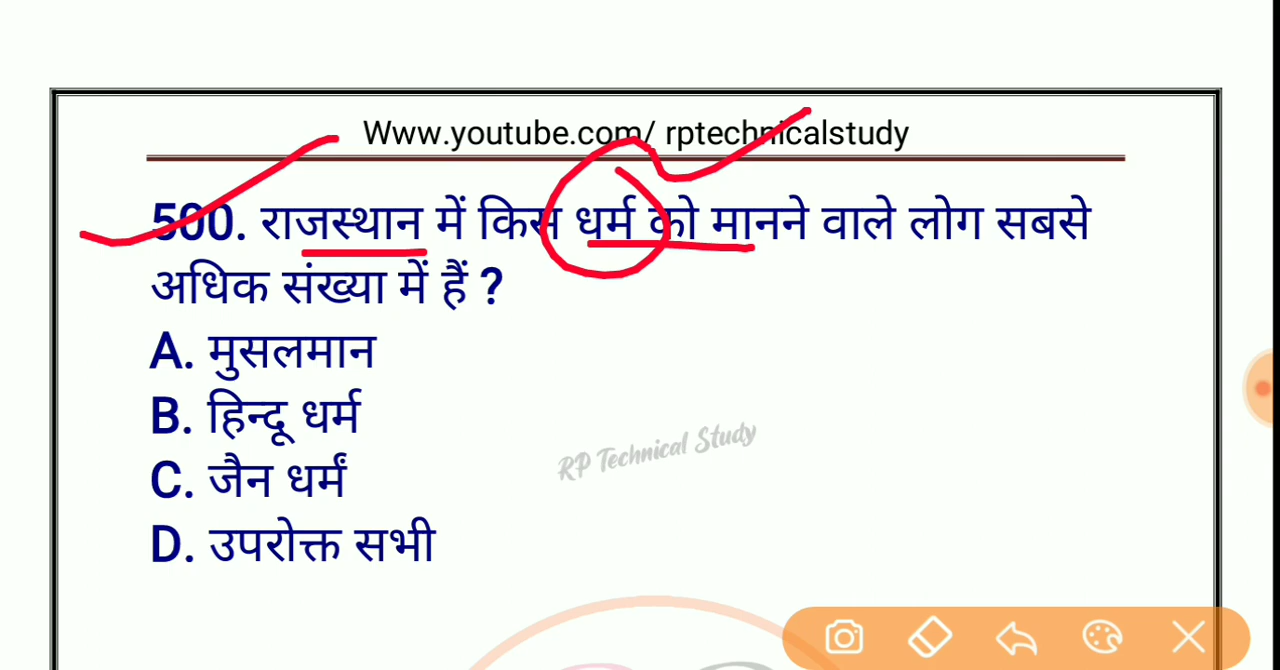 Www.youtube.com/ rptechnicalstudy
500. राजस्थान में किस धर्म को मानने वाले लोग सबसे
अधिक संख्या में हैं ?
A. मुसलमान
B. हिन्दू धर्म
C. जैन धर्मं
D. उपरोक्त सभी
RP Technical Study